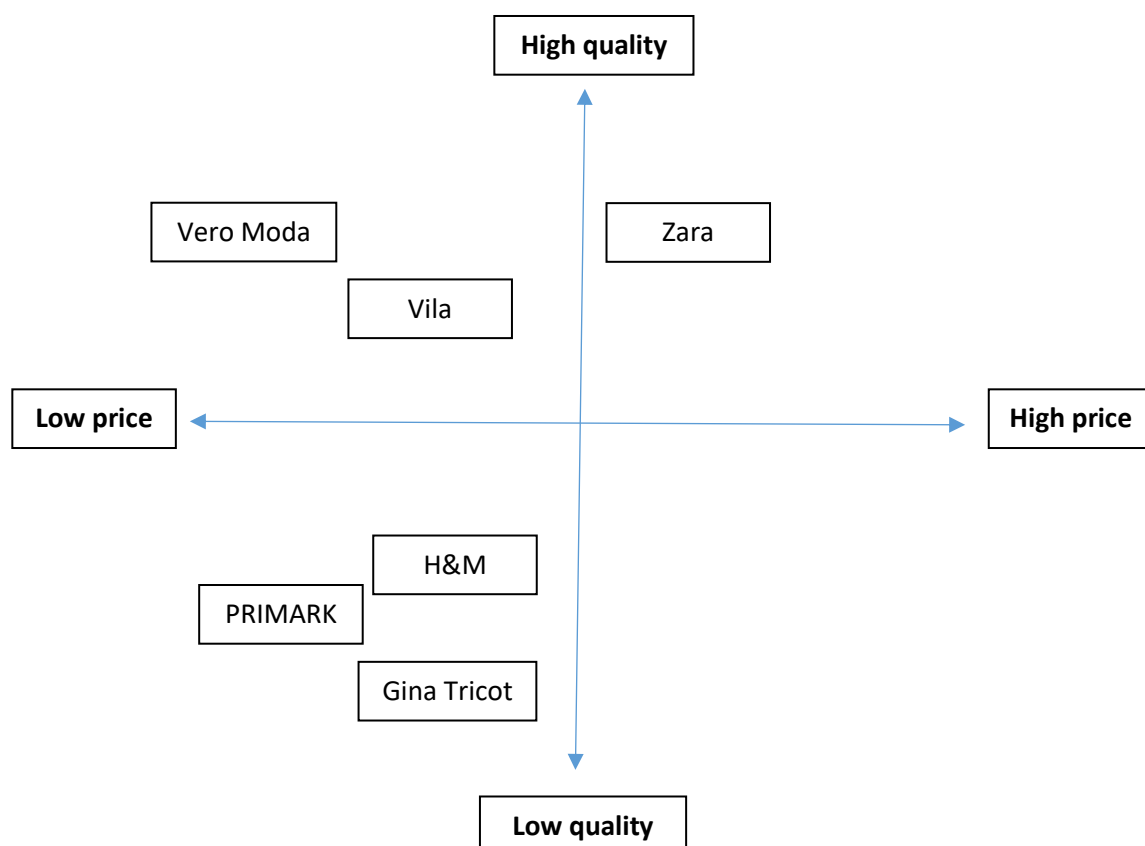 High quality
Vero Moda
Zara
Vila
Low price
High price
H&M
PRIMARK
Gina Tricot
Low quality